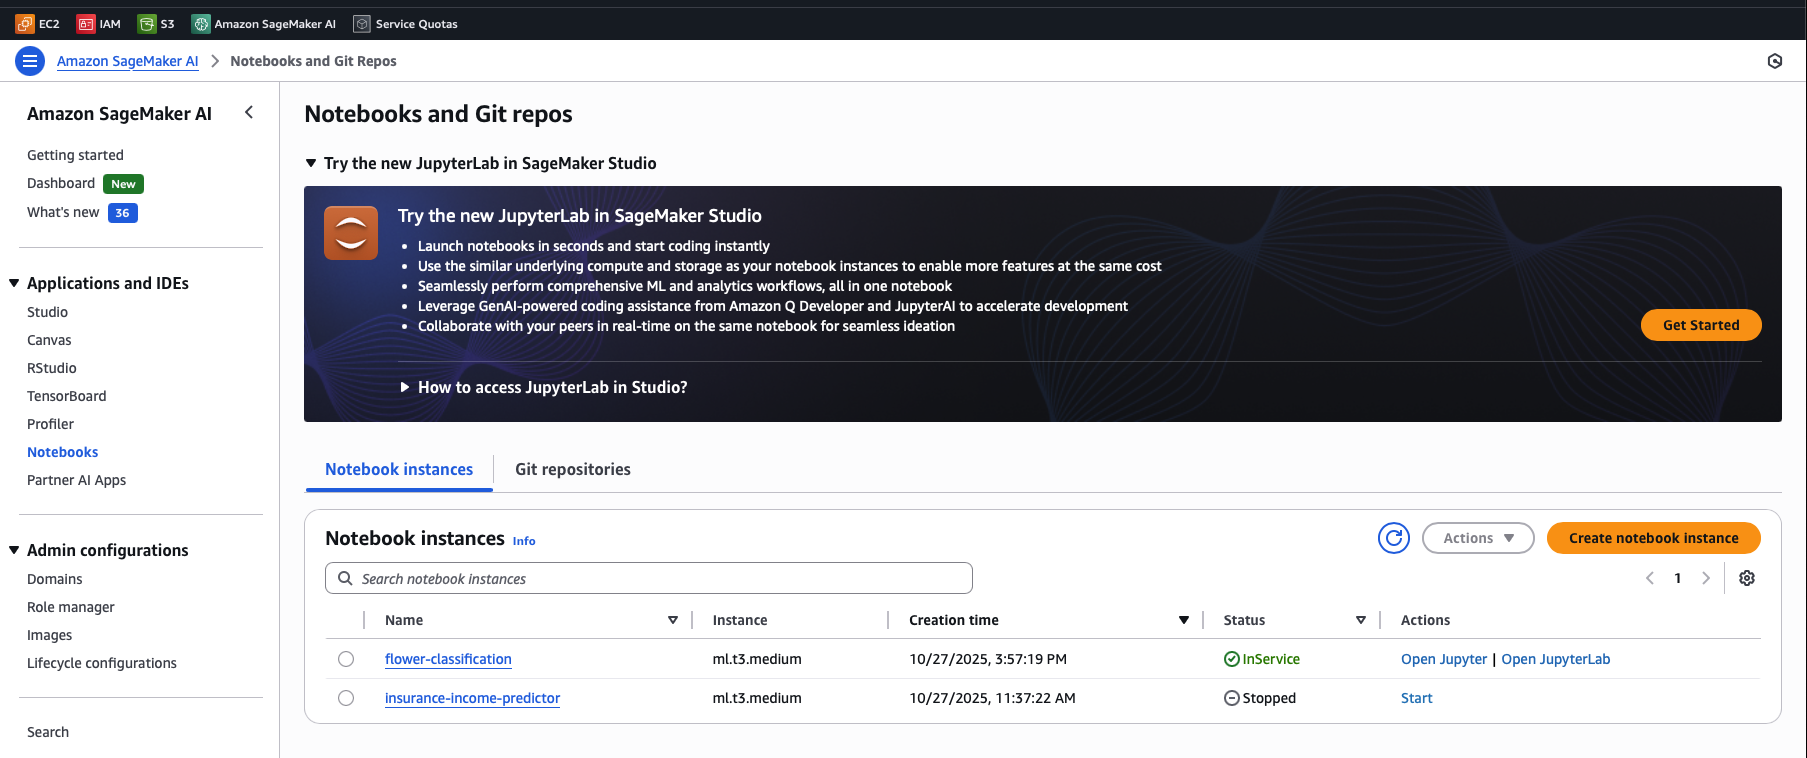 EC2 IAM S3 Amazon SageMaker AI Service Quotas
Amazon SageMaker AI > Notebooks and Git Repos
Amazon SageMaker AI
Getting started
Dashboard New
What's new 36
Applications and IDEs
Studio
Canvas
RStudio
TensorBoard
Profiler
Notebooks
Partner AI Apps
Admin configurations
Domains
Role manager
Images
Lifecycle configurations
Search
Notebooks and Git repos
Try the new JupyterLab in SageMaker Studio
Try the new JupyterLab in SageMaker Studio
• Launch notebooks in seconds and start coding instantly
• Use the similar underlying compute and storage as your notebook instances to enable more features at the same cost
• Seamlessly perform comprehensive ML and analytics workflows, all in one notebook
• Leverage GenAI-powered coding assistance from Amazon Q Developer and JupyterAI to accelerate development
• Collaborate with your peers in real-time on the same notebook for seamless ideation
Get Started
How to access JupyterLab in Studio?
Notebook instances Git repositories
Notebook instances Info
Actions Create notebook instance
Search notebook instances
1
Name Instance Creation time Status Actions
flower-classification ml.t3.medium 10/27/2025, 3:57:19 PM InService Open Jupyter | Open JupyterLab
insurance-income-predictor ml.t3.medium 10/27/2025, 11:37:22 AM Stopped Start